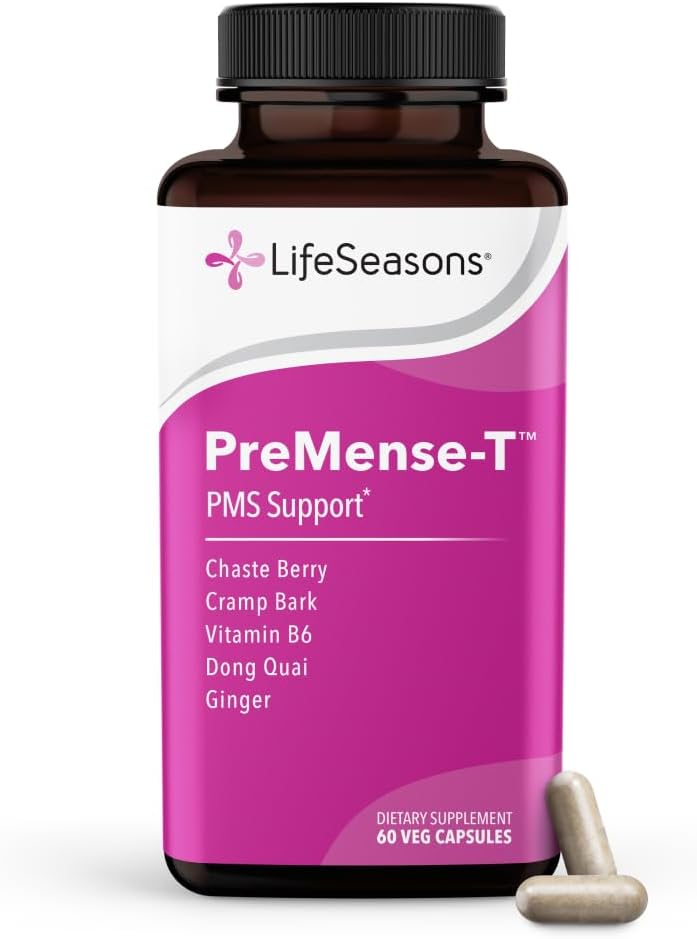 LifeSeasons®
PreMense-T™
PMS Support*
Chaste Berry
Cramp Bark
Vitamin B6
Dong Quai
Ginger
DIETARY SUPPLEMENT
60 VEG CAPSULES